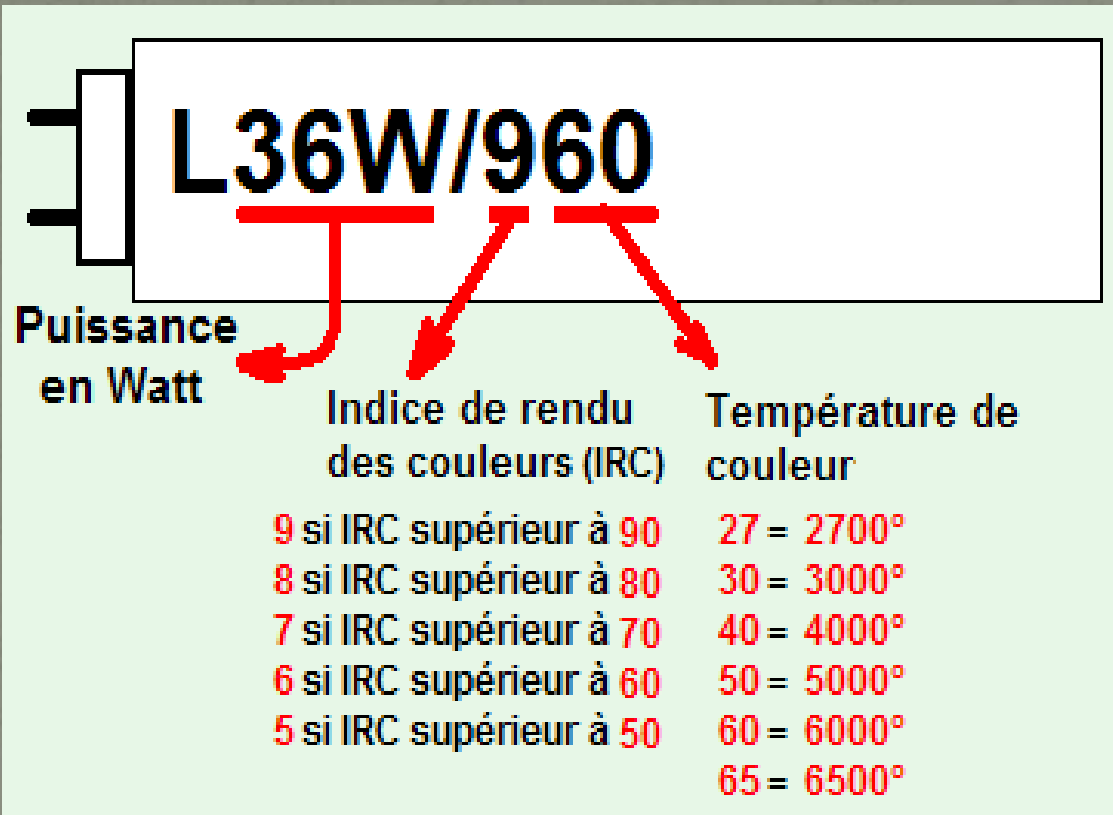 L36W/960
Puissance
en Watt
Indice de rendu
des couleurs (IRC)
9 si IRC supérieur à 90
8 si IRC supérieur à 80
7 si IRC supérieur à 70
6 si IRC supérieur à 60
5 si IRC supérieur à 50
Température de
couleur
27 = 2700°
30 = 3000°
40 = 4000°
50 = 5000°
60 = 6000°
65 = 6500°